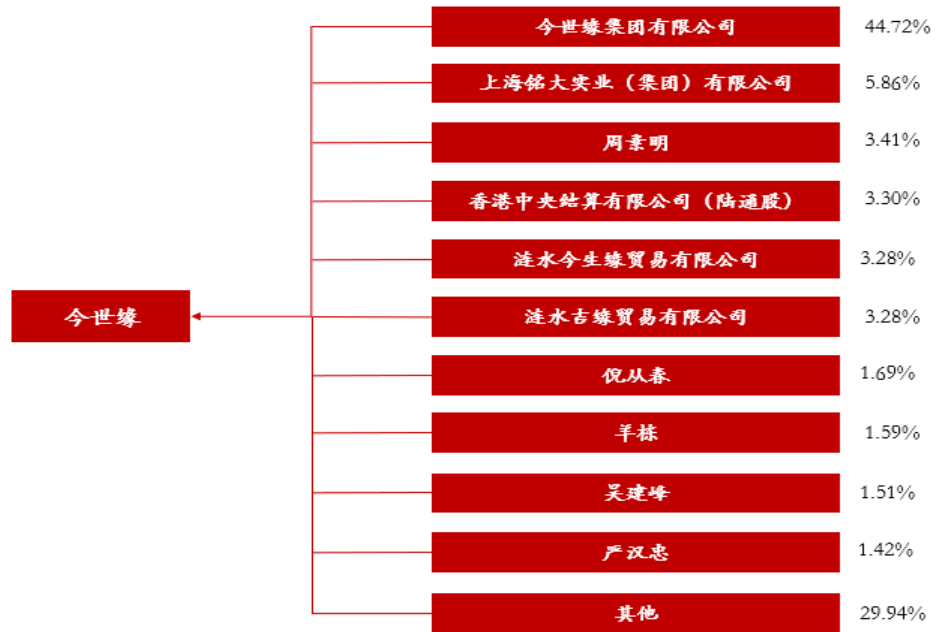 今世缘集团有限公司 44.72%
上海铭大实业（集团）有限公司 5.86%
周素明 3.41%
香港中央结算有限公司（陆通股） 3.30%
涟水今生缘贸易有限公司 3.28%
今世缘
涟水吉缘贸易有限公司 3.28%
倪从春 1.69%
羊栋 1.59%
吴建峰 1.51%
严汉忠 1.42%
其他 29.94%